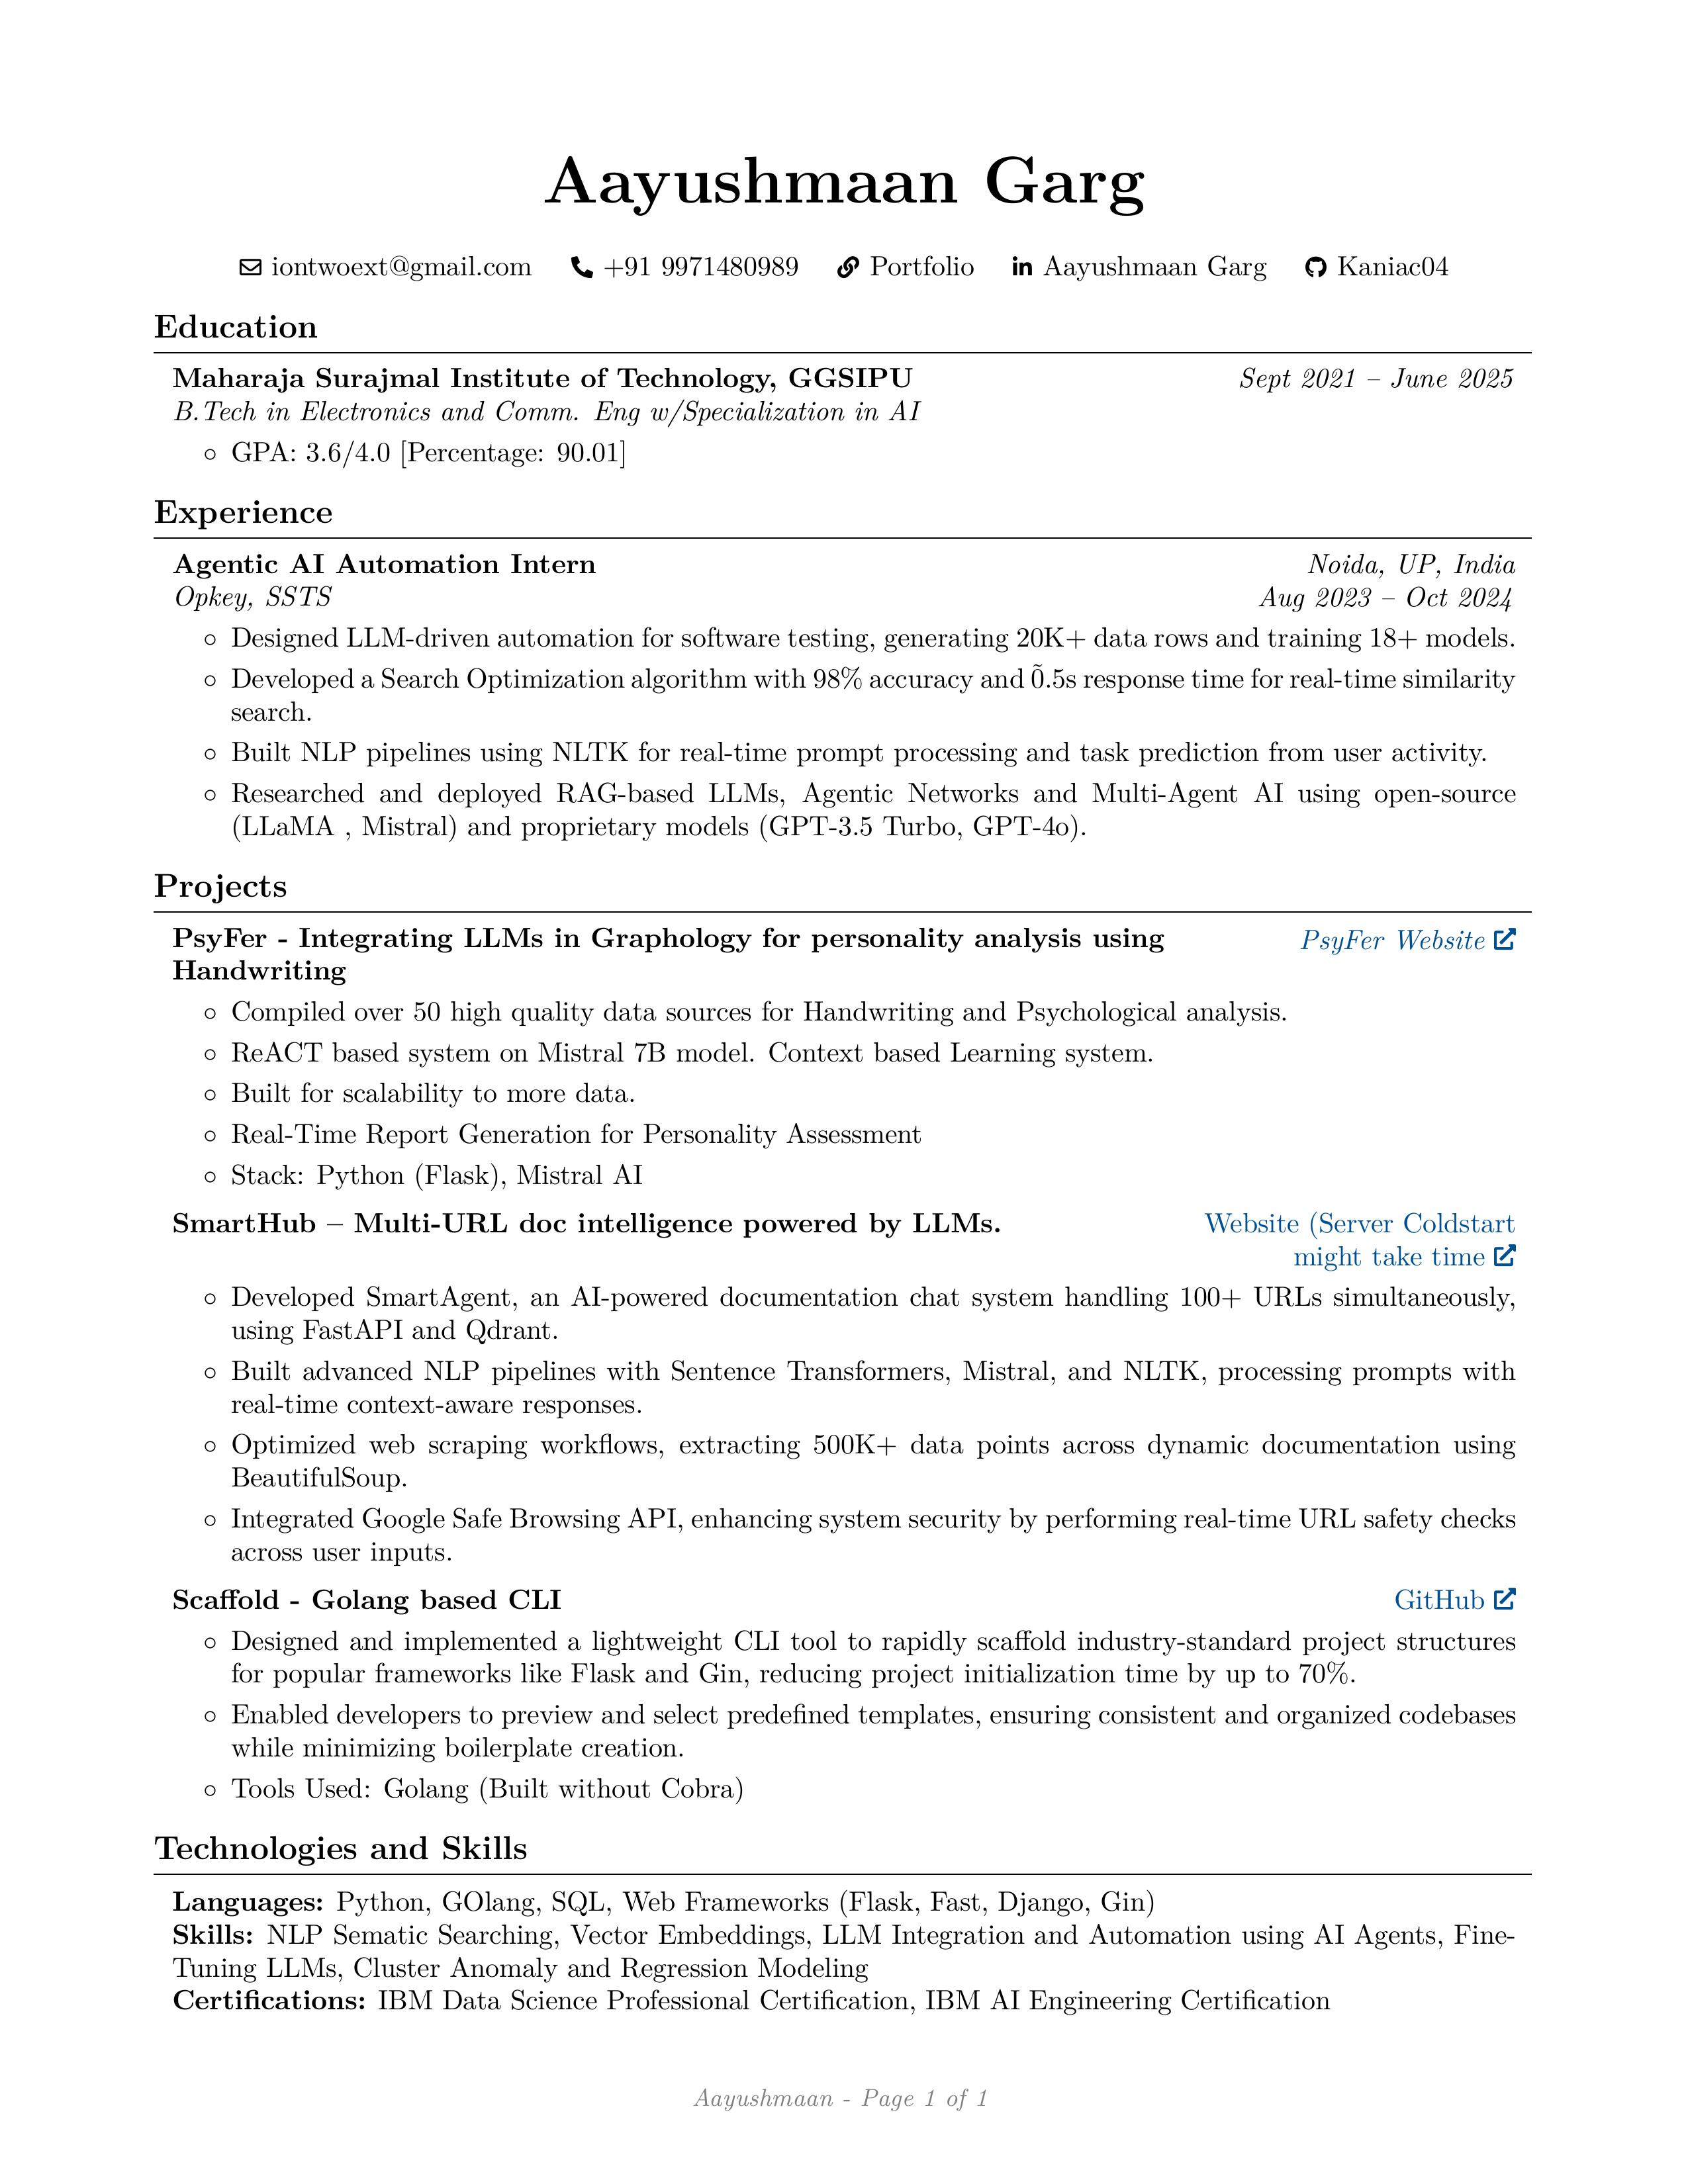 Aayushmaan Garg
iontwoext@gmail.com +91 9971480989 Portfolio Aayushmaan Garg Kaniac04
Education
Maharaja Surajmal Institute of Technology, GGSIPU Sept 2021 – June 2025
B.Tech in Electronics and Comm. Eng w/Specialization in AI
◦ GPA: 3.6/4.0 [Percentage: 90.01]
Experience
Agentic AI Automation Intern Noida, UP, India
Opkey, SSTS Aug 2023 – Oct 2024
◦ Designed LLM-driven automation for software testing, generating 20K+ data rows and training 18+ models.
◦ Developed a Search Optimization algorithm with 98% accuracy and 0̃.5s response time for real-time similarity
search.
◦ Built NLP pipelines using NLTK for real-time prompt processing and task prediction from user activity.
◦ Researched and deployed RAG-based LLMs, Agentic Networks and Multi-Agent AI using open-source
(LLaMA , Mistral) and proprietary models (GPT-3.5 Turbo, GPT-4o).
Projects
PsyFer - Integrating LLMs in Graphology for personality analysis using PsyFer Website
Handwriting
◦ Compiled over 50 high quality data sources for Handwriting and Psychological analysis.
◦ ReACT based system on Mistral 7B model. Context based Learning system.
◦ Built for scalability to more data.
◦ Real-Time Report Generation for Personality Assessment
◦ Stack: Python (Flask), Mistral AI
SmartHub – Multi-URL doc intelligence powered by LLMs. Website (Server Coldstart
might take time
◦ Developed SmartAgent, an AI-powered documentation chat system handling 100+ URLs simultaneously,
using FastAPI and Qdrant.
◦ Built advanced NLP pipelines with Sentence Transformers, Mistral, and NLTK, processing prompts with
real-time context-aware responses.
◦ Optimized web scraping workflows, extracting 500K+ data points across dynamic documentation using
BeautifulSoup.
◦ Integrated Google Safe Browsing API, enhancing system security by performing real-time URL safety checks
across user inputs.
Scaffold - Golang based CLI GitHub
◦ Designed and implemented a lightweight CLI tool to rapidly scaffold industry-standard project structures
for popular frameworks like Flask and Gin, reducing project initialization time by up to 70%.
◦ Enabled developers to preview and select predefined templates, ensuring consistent and organized codebases
while minimizing boilerplate creation.
◦ Tools Used: Golang (Built without Cobra)
Technologies and Skills
Languages: Python, GOlang, SQL, Web Frameworks (Flask, Fast, Django, Gin)
Skills: NLP Sematic Searching, Vector Embeddings, LLM Integration and Automation using AI Agents, Fine-
Tuning LLMs, Cluster Anomaly and Regression Modeling
Certifications: IBM Data Science Professional Certification, IBM AI Engineering Certification
Aayushmaan - Page 1 of 1